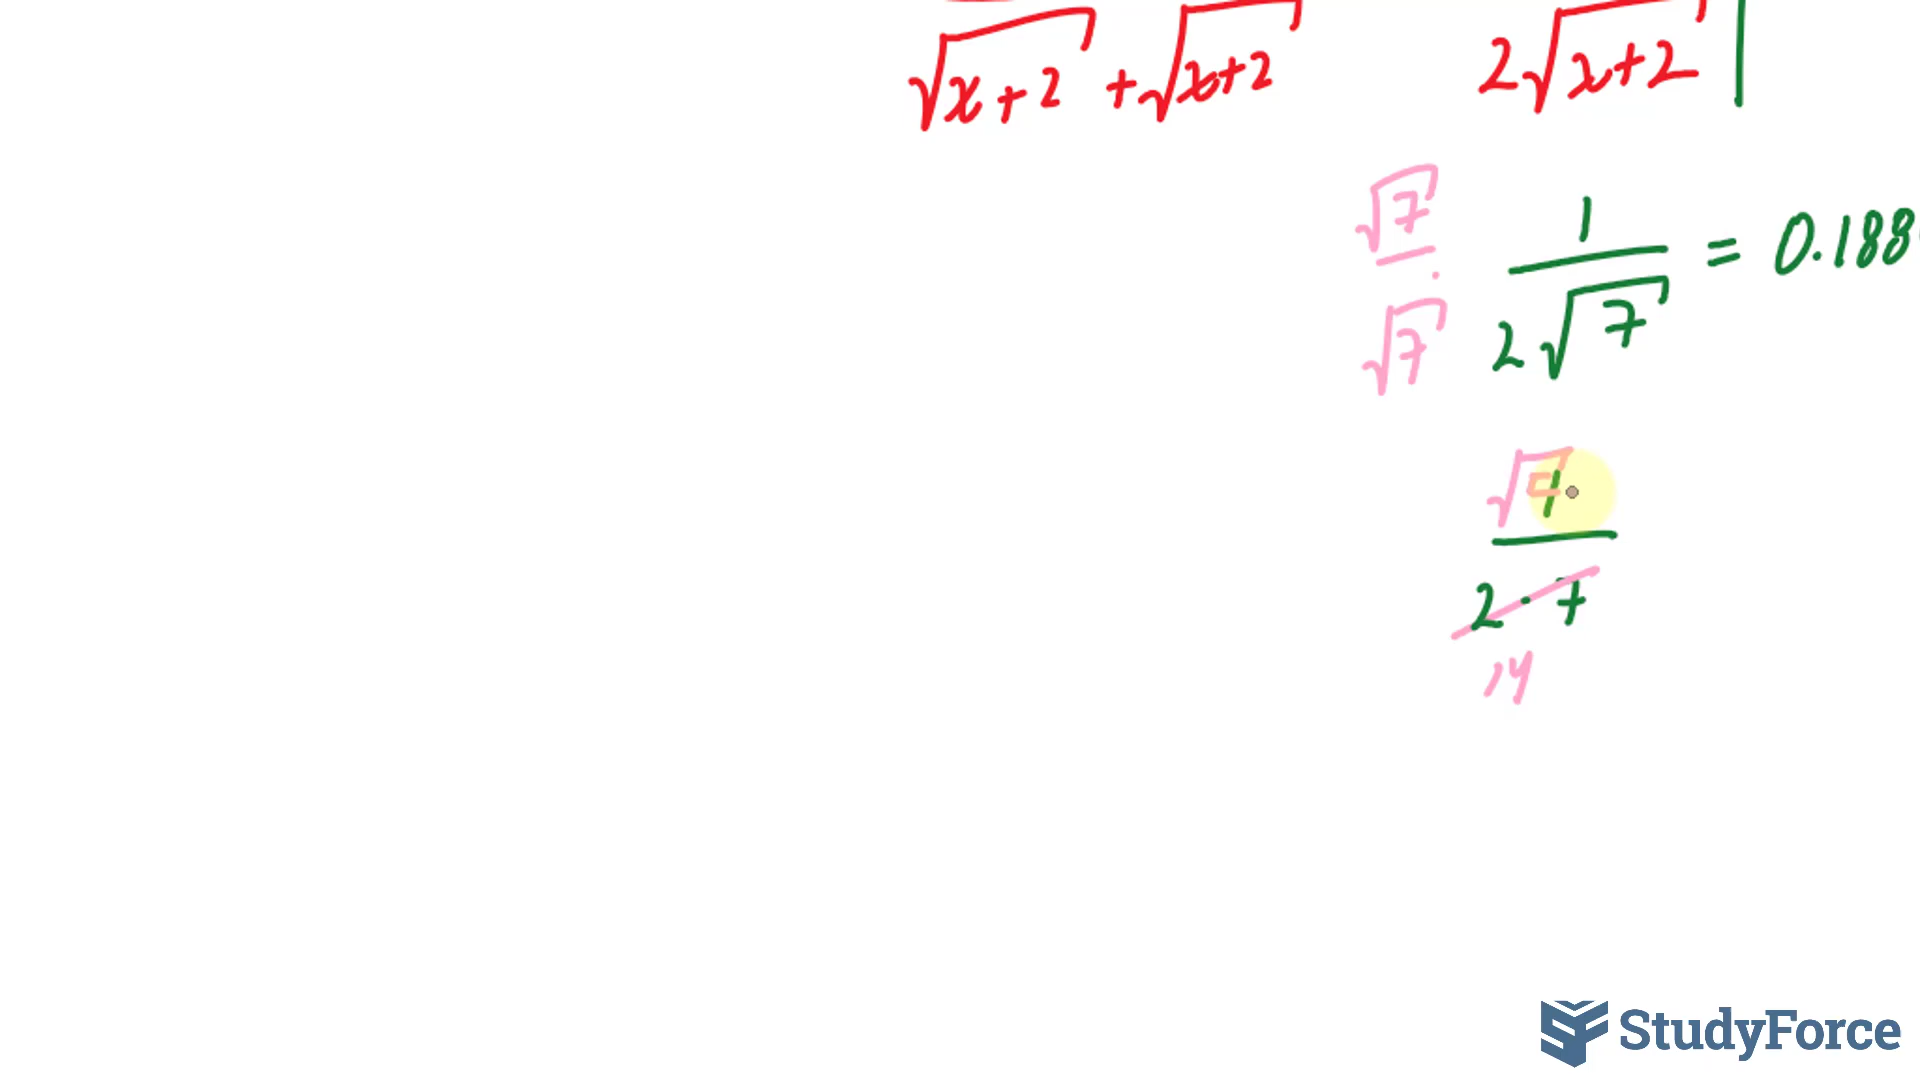 √x+2 + √x+2 2√x+2 |
√7/√7 · 1/2√7 = 0.188
√7/2 · 7
14
StudyForce